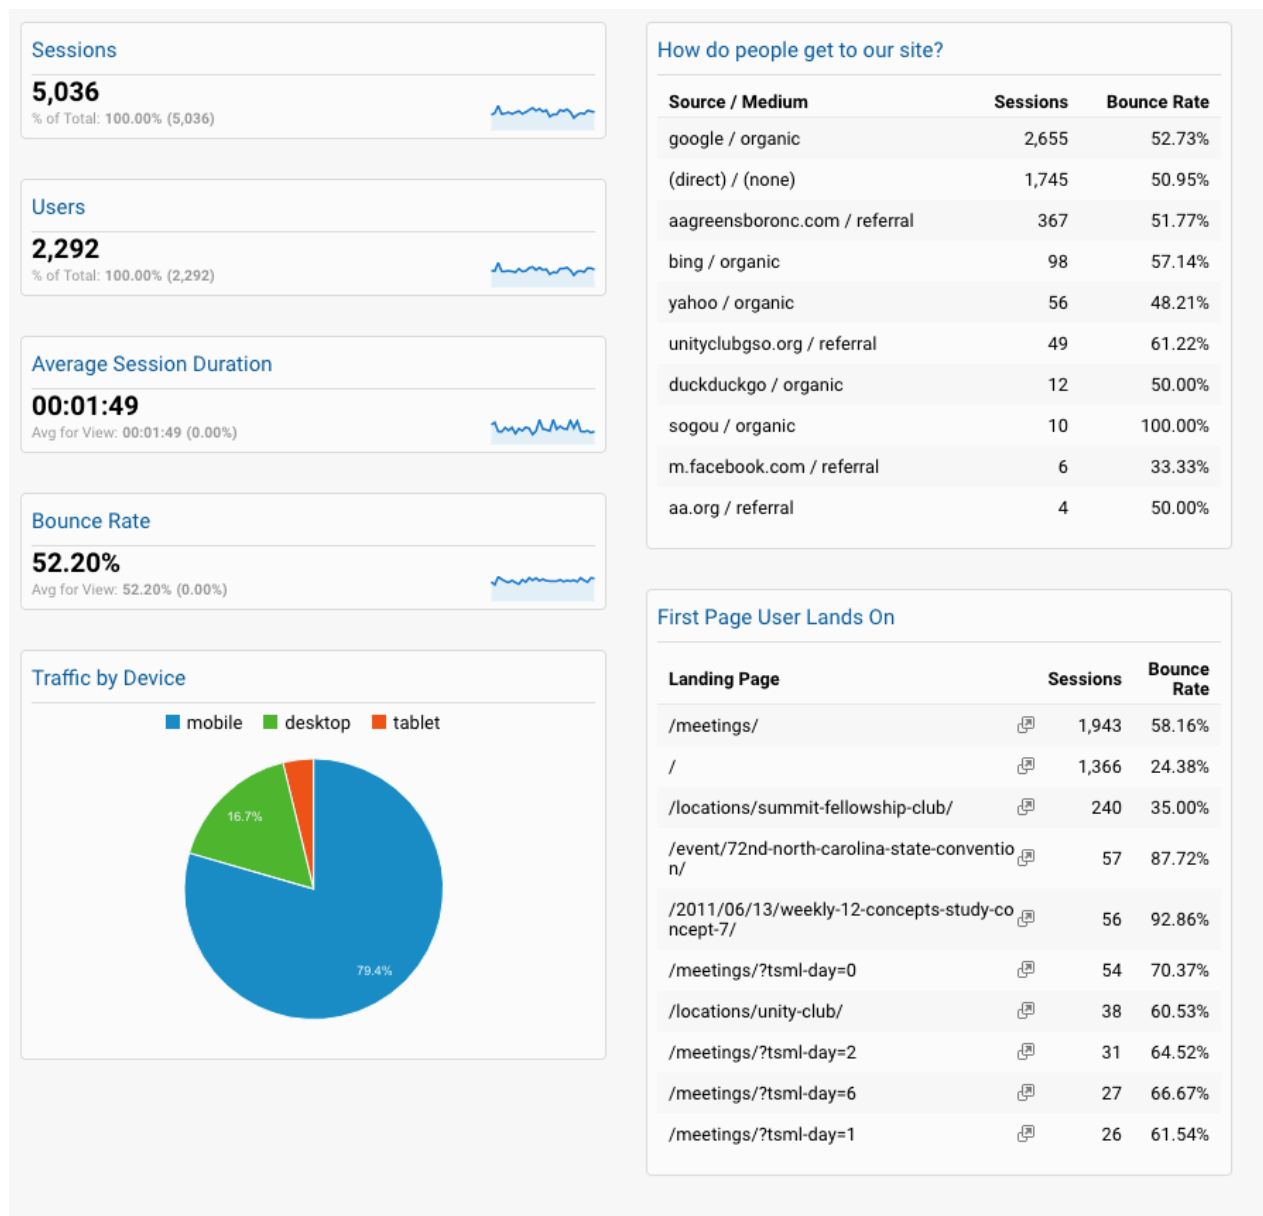 Sessions
5,036
% of Total: 100.00% (5,036)
Users
2,292
% of Total: 100.00% (2,292)
Average Session Duration
00:01:49
Avg for View: 00:01:49 (0.00%)
Bounce Rate
52.20%
Avg for View: 52.20% (0.00%)
Traffic by Device
mobile desktop tablet
16.7%
79.4%
How do people get to our site?
Source / Medium Sessions Bounce Rate
google / organic 2,655 52.73%
(direct) / (none) 1,745 50.95%
aagreensboronc.com / referral 367 51.77%
bing / organic 98 57.14%
yahoo / organic 56 48.21%
unityclubgso.org / referral 49 61.22%
duckduckgo / organic 12 50.00%
sogou / organic 10 100.00%
m.facebook.com / referral 6 33.33%
aa.org / referral 4 50.00%
First Page User Lands On
Landing Page Sessions Bounce
Rate
/meetings/ 1,943 58.16%
/ 1,366 24.38%
/locations/summit-fellowship-club/ 240 35.00%
/event/72nd-north-carolina-state-conventio 57 87.72%
n/
/2011/06/13/weekly-12-concepts-study-co 56 92.86%
ncept-7/
/meetings/?tsml-day=0 54 70.37%
/locations/unity-club/ 38 60.53%
/meetings/?tsml-day=2 31 64.52%
/meetings/?tsml-day=6 27 66.67%
/meetings/?tsml-day=1 26 61.54%